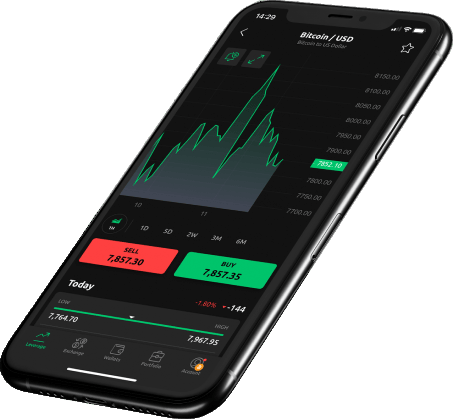 14:29
Bitcoin / USD
Bitcoin to US Dollar
8150.00
8100.00
8050.00
8000.00
7950.00
7900.00
7852.10
7800.00
7750.00
7700.00
10
11
1H 1D 5D 2W 3M 6M
SELL
7,857.30
BUY
7,857.35
Today
-1.80% -144
LOW
HIGH
7,764.70
7,967.95
Leverage Exchange Wallets Portfolio Account